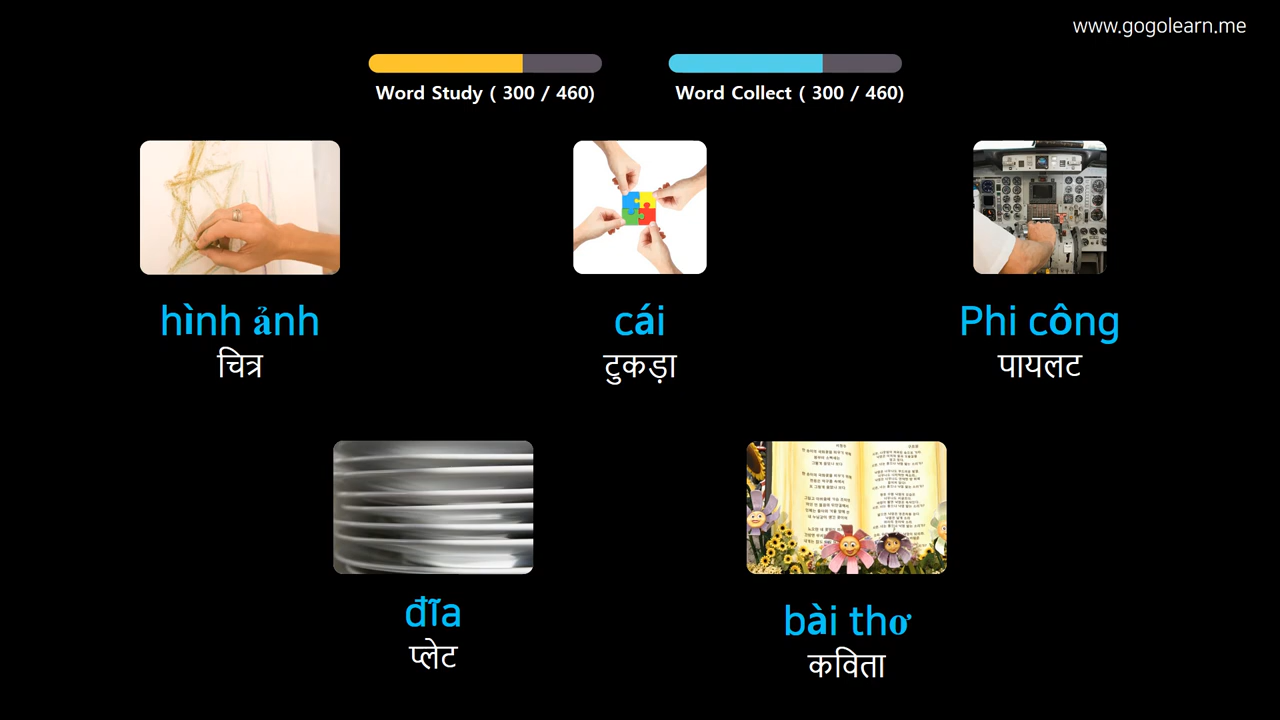 www.gogolearn.me
Word Study ( 300 / 460)
Word Collect ( 300 / 460)
hình ảnh
चित्र
cái
टुकड़ा
Phi công
पायलट
đĩa
प्लेट
bài thơ
कविता